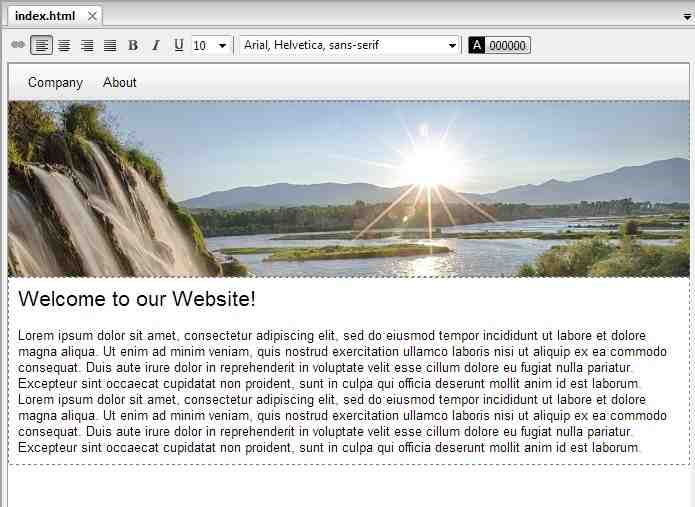 index.html
B I U 10 Arial, Helvetica, sans-serif A 000000
Company About
Welcome to our Website!
Lorem ipsum dolor sit amet, consectetur adipiscing elit, sed do eiusmod tempor incididunt ut labore et dolore
magna aliqua. Ut enim ad minim veniam, quis nostrud exercitation ullamco laboris nisi ut aliquip ex ea commodo
consequat. Duis aute irure dolor in reprehenderit in voluptate velit esse cillum dolore eu fugiat nulla pariatur.
Excepteur sint occaecat cupidatat non proident, sunt in culpa qui officia deserunt mollit anim id est laborum.
Lorem ipsum dolor sit amet, consectetur adipiscing elit, sed do eiusmod tempor incididunt ut labore et dolore
magna aliqua. Ut enim ad minim veniam, quis nostrud exercitation ullamco laboris nisi ut aliquip ex ea commodo
consequat. Duis aute irure dolor in reprehenderit in voluptate velit esse cillum dolore eu fugiat nulla pariatur.
Excepteur sint occaecat cupidatat non proident, sunt in culpa qui officia deserunt mollit anim id est laborum.